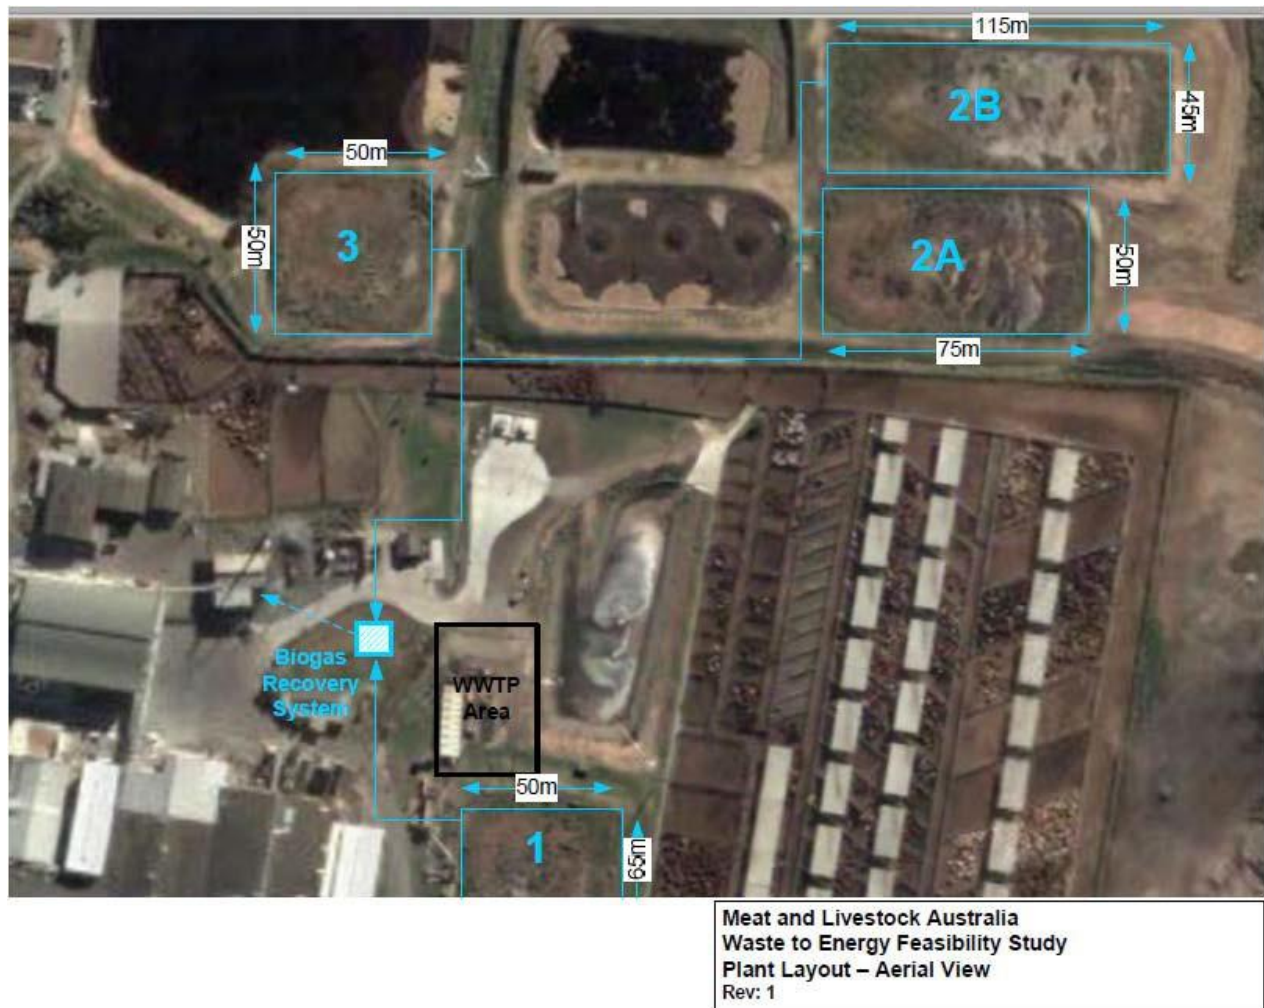 115m
2B
45m
50m
3
50m
2A
50m
75m
Biogas
Recovery
System
WWTP
Area
50m
1
65m
Meat and Livestock Australia
Waste to Energy Feasibility Study
Plant Layout – Aerial View
Rev: 1